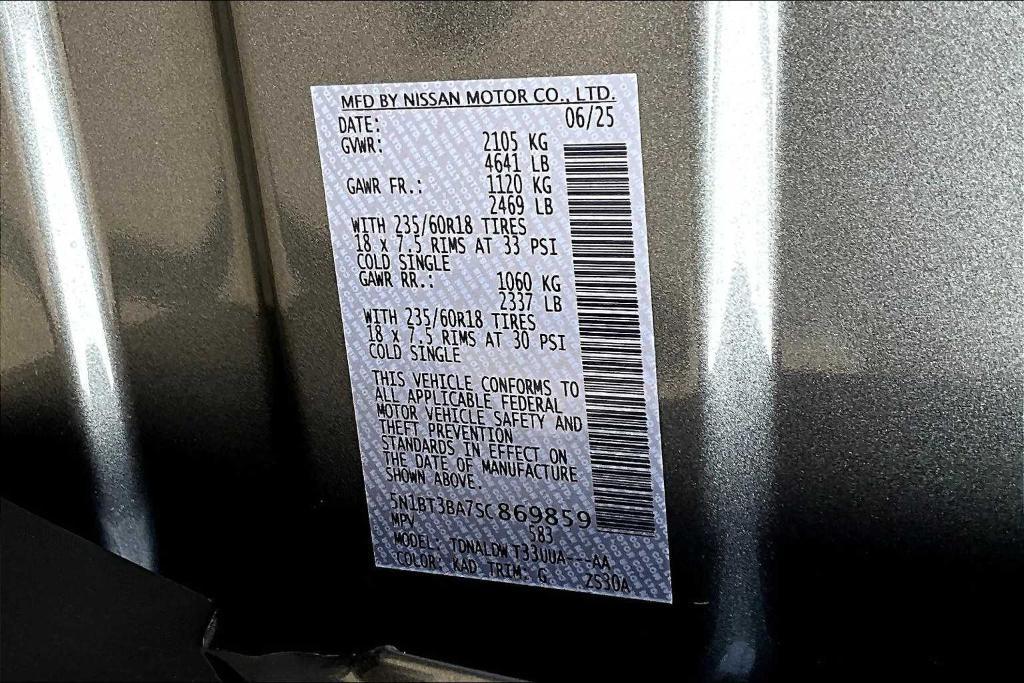 MFD BY NISSAN MOTOR CO., LTD.
DATE: 06/25
GVWR: 2105 KG
4641 LB
GAWR FR.: 1120 KG
2469 LB
WITH 235/60R18 TIRES
18 x 7.5 RIMS AT 33 PSI
COLD SINGLE
GAWR RR.: 1060 KG
2337 LB
WITH 235/60R18 TIRES
18 x 7.5 RIMS AT 30 PSI
COLD SINGLE
THIS VEHICLE CONFORMS TO
ALL APPLICABLE FEDERAL
MOTOR VEHICLE SAFETY AND
THEFT PREVENTION
STANDARDS IN EFFECT ON
THE DATE OF MANUFACTURE
SHOWN ABOVE.
5N1BT3BA7SC869859
MPV 583
MODEL: TDNALDW T33UUA---AA
COLOR: KAD TRIM: G 2530A